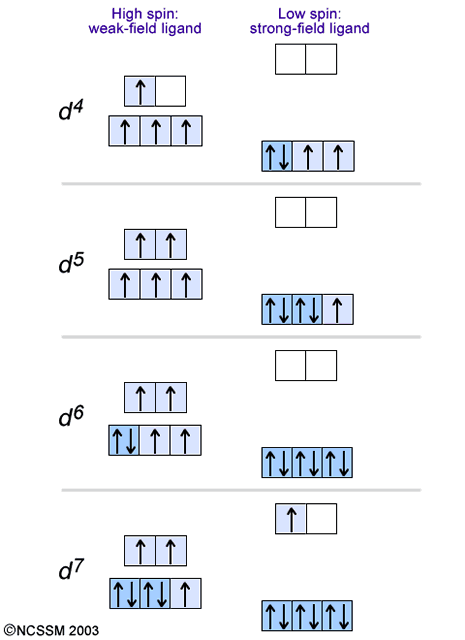 High spin:
weak-field ligand
Low spin:
strong-field ligand
d4
d5
d6
d7
©NCSSM 2003